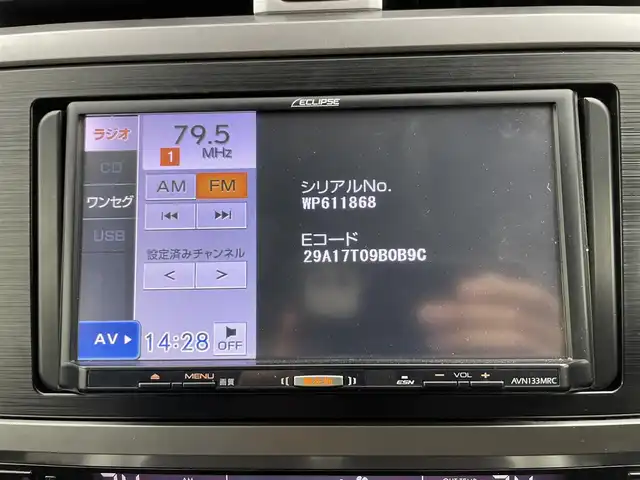 ECLIPSE
ラジオ
79.5
1 MHz
CD
AM FM
ワンセグ
USB
設定済みチャンネル
< >
AV
14:28
OFF
シリアルNo.
WP611868
Eコード
29A17T09B0B9C
MENU
画質
ESN
− VOL +
AVN133MRC